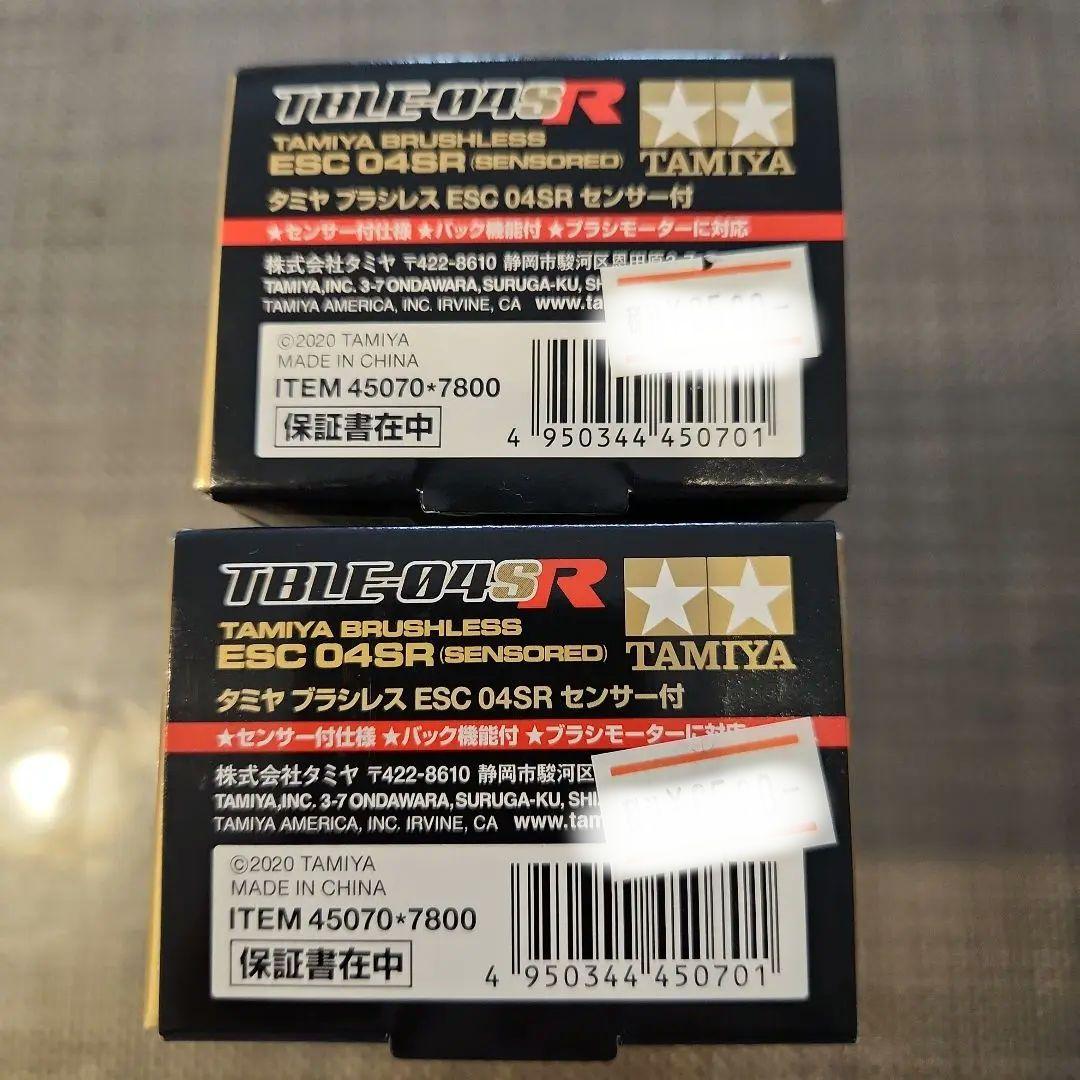 TBLE-04SR
TAMIYA BRUSHLESS
ESC 04SR (SENSORED)
TAMIYA
タミヤ ブラシレス ESC 04SR センサー付
★センサー付仕様 ★バック機能付 ★ブラシモーターに対応
株式会社タミヤ 〒422-8610 静岡市駿河区恩田原3-7
TAMIYA,INC. 3-7 ONDAWARA, SURUGA-KU,
TAMIYA AMERICA, INC. IRVINE, CA
©2020 TAMIYA
MADE IN CHINA
ITEM 45070*7800
保証書在中
4 950344 450701
TBLE-04SR
TAMIYA BRUSHLESS
ESC 04SR (SENSORED)
TAMIYA
タミヤ ブラシレス ESC 04SR センサー付
★センサー付仕様 ★バック機能付 ★ブラシモーターに対応
株式会社タミヤ 〒422-8610 静岡市駿河区
TAMIYA,INC. 3-7 ONDAWARA, SURUGA-KU,
TAMIYA AMERICA, INC. IRVINE, CA
©2020 TAMIYA
MADE IN CHINA
ITEM 45070*7800
保証書在中
4 950344 450701